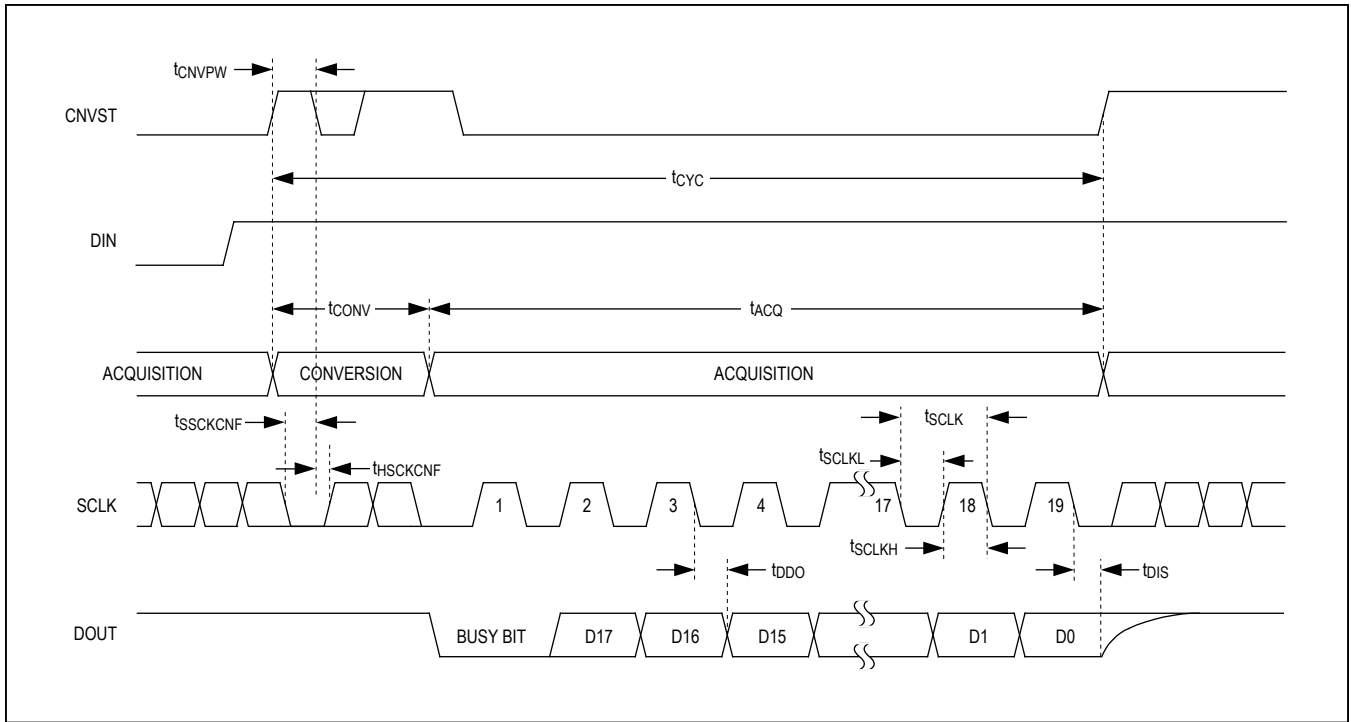 tCNVPW
CNVST
tCYC
DIN
tCONV
tACQ
ACQUISITION
CONVERSION
ACQUISITION
tSSCKCNF
tSCLK
tHSCKCNF
tSCLKL
SCLK
1
2
3
4
17
18
19
tSCLKH
tDDO
tDIS
DOUT
BUSY BIT
D17
D16
D15
D1
D0